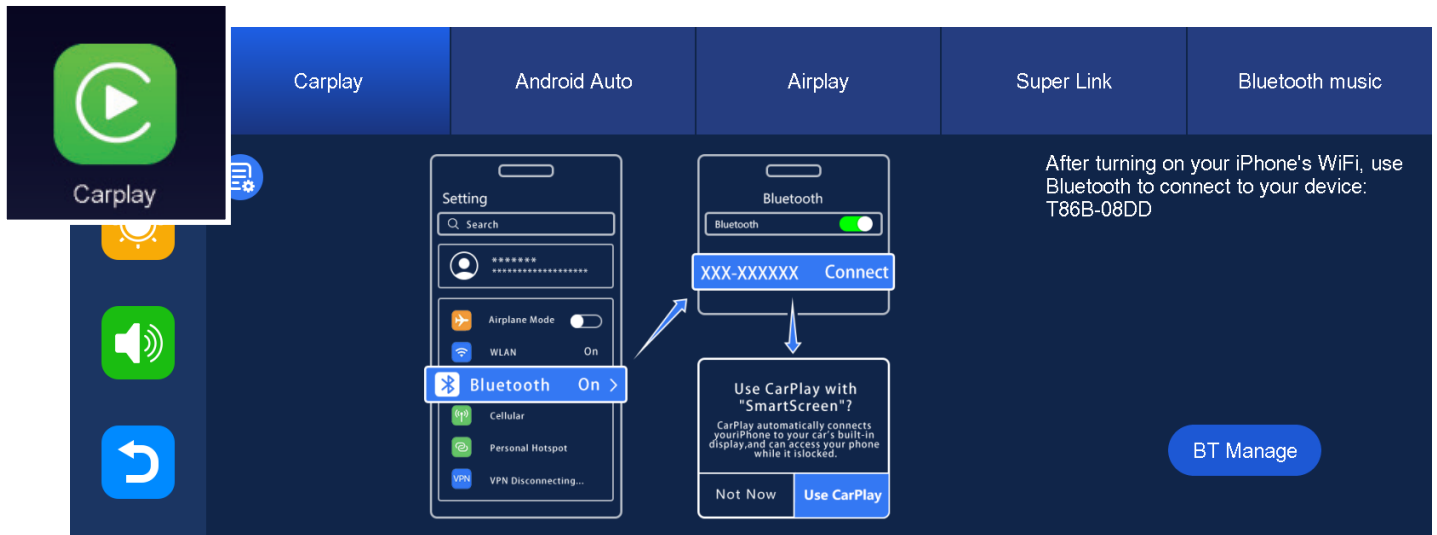 Carplay
Carplay
Android Auto
Airplay
Super Link
Bluetooth music
Setting
Search
*******
*******************
Airplane Mode
WLAN On
Bluetooth On >
Cellular
Personal Hotspot
VPN VPN Disconnecting...
Bluetooth
Bluetooth
XXX-XXXXXX Connect
Use CarPlay with
"SmartScreen"?
CarPlay automatically connects
youriPhone to your car's built-in
display,and can access your phone
while it islocked.
Not Now Use CarPlay
After turning on your iPhone's WiFi, use
Bluetooth to connect to your device:
T86B-08DD
BT Manage